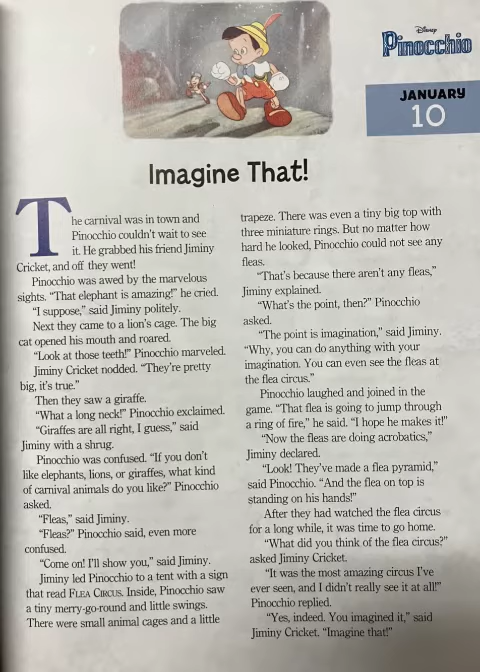 Disney
Pinocchio
JANUARY
10
Imagine That!
The carnival was in town and
Pinocchio couldn't wait to see
it. He grabbed his friend Jiminy
Cricket, and off they went!
Pinocchio was awed by the marvelous
sights. "That elephant is amazing!" he cried.
"I suppose," said Jiminy politely.
Next they came to a lion's cage. The big
cat opened his mouth and roared.
"Look at those teeth!" Pinocchio marveled.
Jiminy Cricket nodded. "They're pretty
big, it's true."
Then they saw a giraffe.
"What a long neck!" Pinocchio exclaimed.
"Giraffes are all right, I guess," said
Jiminy with a shrug.
Pinocchio was confused. "If you don't
like elephants, lions, or giraffes, what kind
of carnival animals do you like?" Pinocchio
asked.
"Fleas," said Jiminy.
"Fleas?" Pinocchio said, even more
confused.
"Come on! I'll show you," said Jiminy.
Jiminy led Pinocchio to a tent with a sign
that read FLEA CIRCUS. Inside, Pinocchio saw
a tiny merry-go-round and little swings.
There were small animal cages and a little
trapeze. There was even a tiny big top with
three miniature rings. But no matter how
hard he looked, Pinocchio could not see any
fleas.
"That's because there aren't any fleas,"
Jiminy explained.
"What's the point, then?" Pinocchio
asked.
"The point is imagination," said Jiminy.
"Why, you can do anything with your
imagination. You can even see the fleas at
the flea circus."
Pinocchio laughed and joined in the
game. "That flea is going to jump through
a ring of fire," he said. "I hope he makes it!"
"Now the fleas are doing acrobatics,"
Jiminy declared.
"Look! They've made a flea pyramid,"
said Pinocchio. "And the flea on top is
standing on his hands!"
After they had watched the flea circus
for a long while, it was time to go home.
"What did you think of the flea circus?"
asked Jiminy Cricket.
"It was the most amazing circus I've
ever seen, and I didn't really see it at all!"
Pinocchio replied.
"Yes, indeed. You imagined it," said
Jiminy Cricket. "Imagine that!"